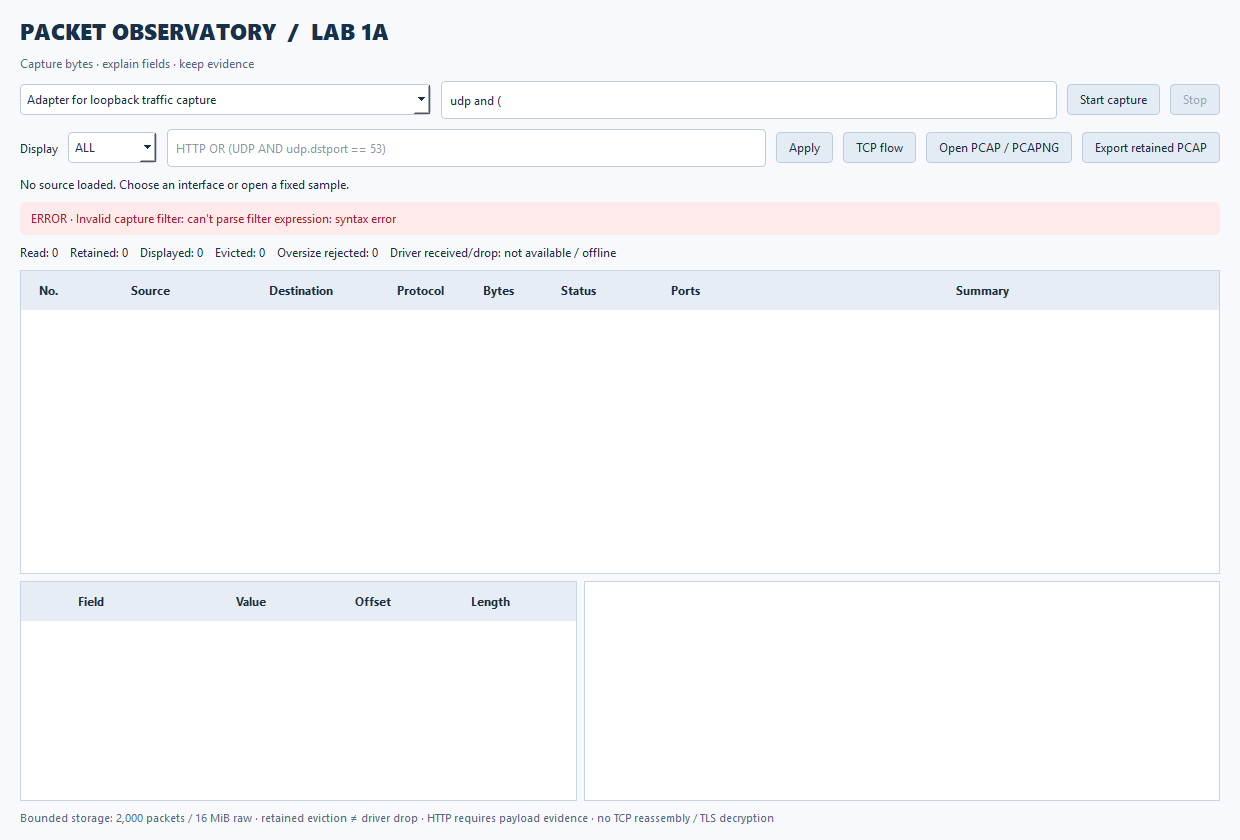 PACKET OBSERVATORY / LAB 1A
Capture bytes · explain fields · keep evidence
Adapter for loopback traffic capture udp and ( Start capture Stop
Display ALL HTTP OR (UDP AND udp.dstport == 53) Apply TCP flow Open PCAP / PCAPNG Export retained PCAP
No source loaded. Choose an interface or open a fixed sample.
ERROR · Invalid capture filter: can't parse filter expression: syntax error
Read: 0 Retained: 0 Displayed: 0 Evicted: 0 Oversize rejected: 0 Driver received/drop: not available / offline
No. Source Destination Protocol Bytes Status Ports Summary
Field Value Offset Length
Bounded storage: 2,000 packets / 16 MiB raw · retained eviction ≠ driver drop · HTTP requires payload evidence · no TCP reassembly / TLS decryption